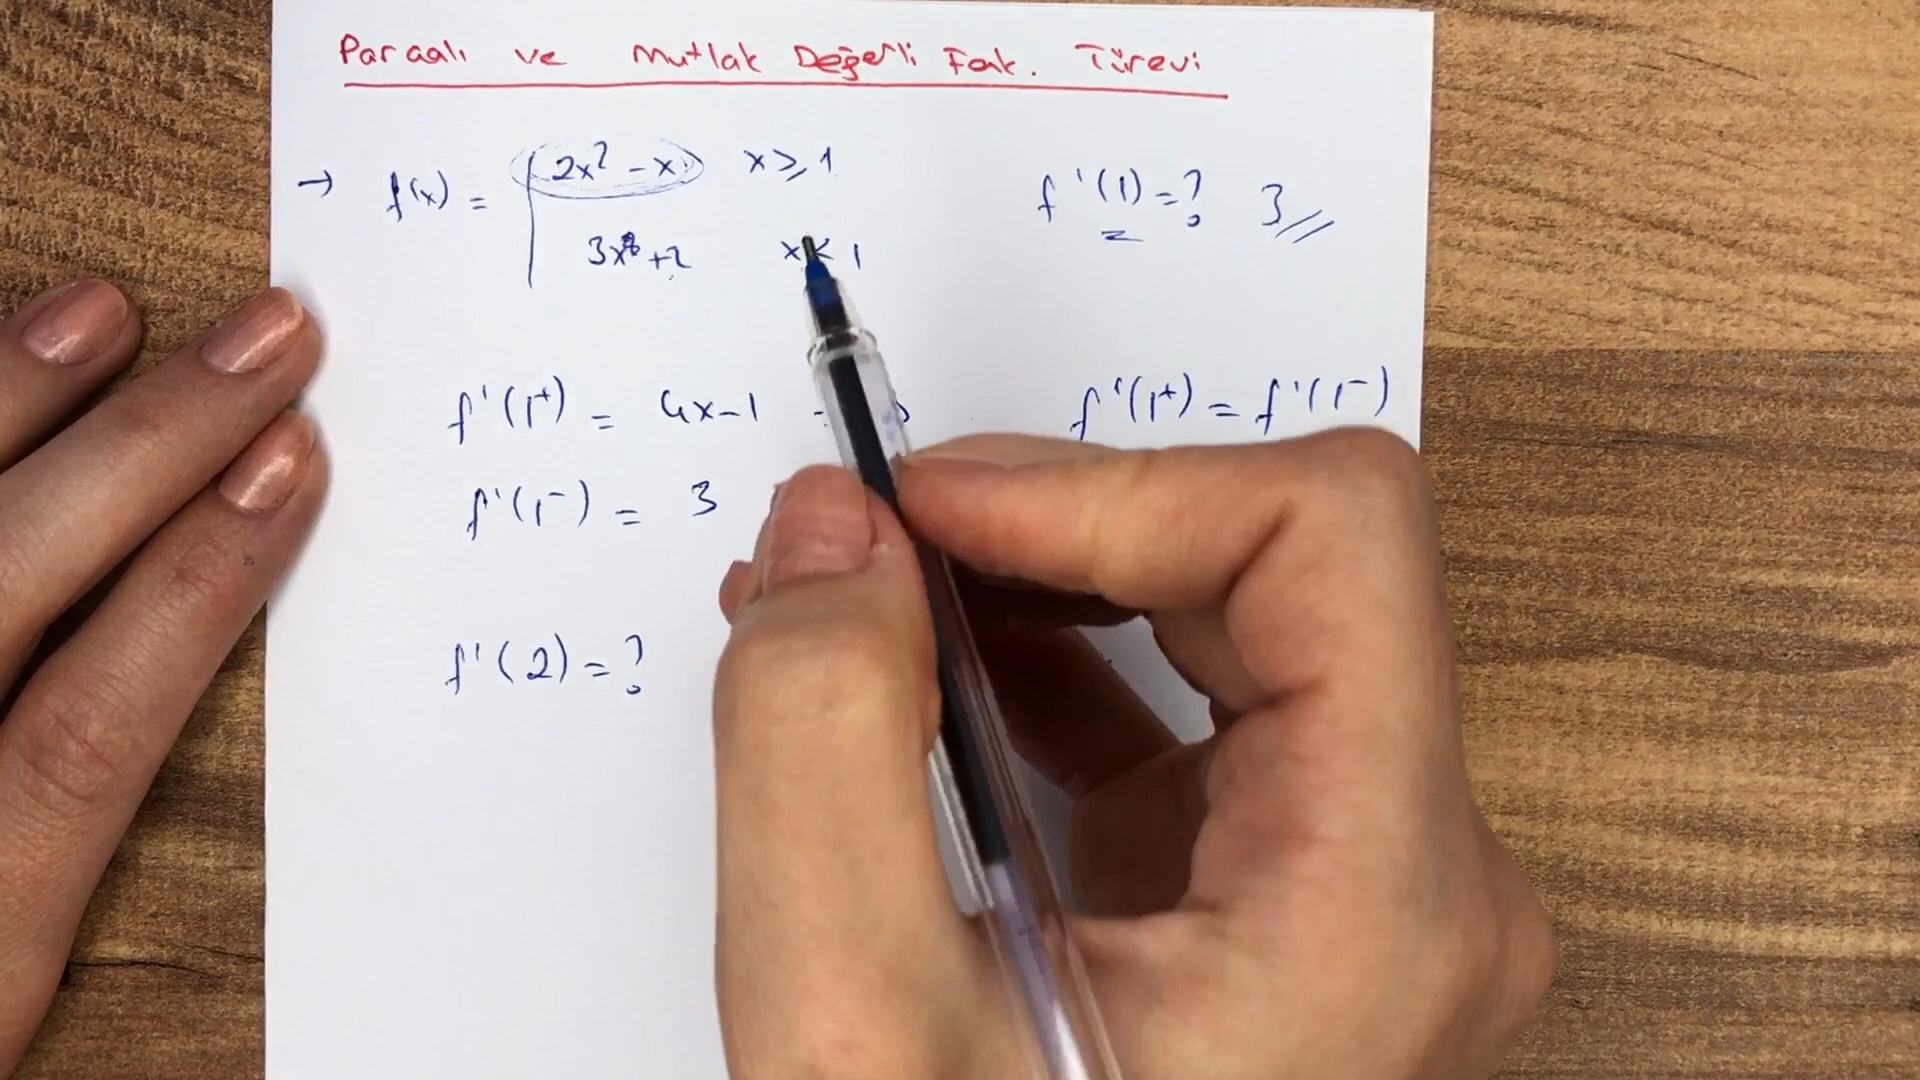 Parçalı ve Mutlak Değerli Fonk. Türevi
→ f(x) = 2x² - x x ≥ 1 f'(1) = ? 3
3x + 2 x < 1
f'(1⁺) = 4x - 1 f'(1⁺) = f'(1⁻)
f'(1⁻) = 3
f'(2) = ?